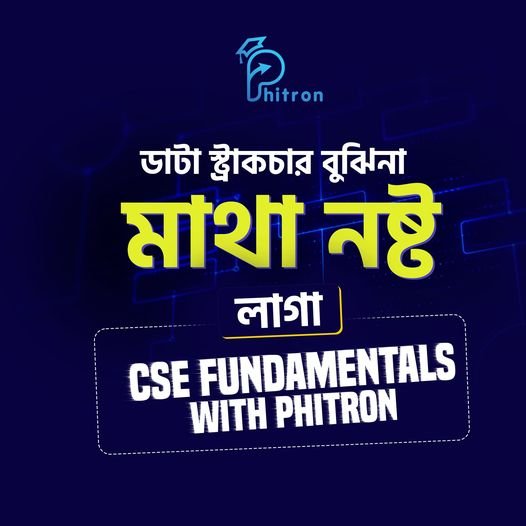 Phitron
ডাটা স্ট্রাকচার বুঝিনা
মাথা নষ্ট
লাগা
CSE FUNDAMENTALS
WITH PHITRON